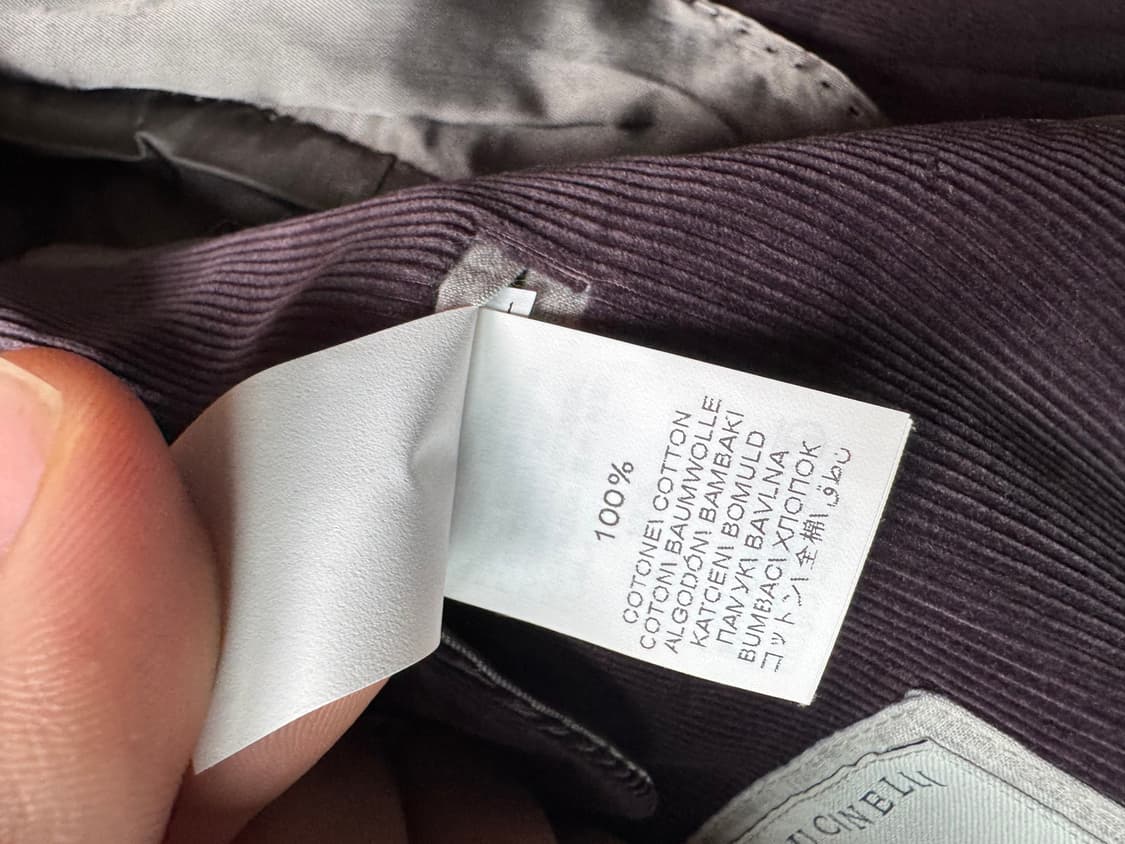 100%
COTONE\ COTTON
COTON\ BAUMWOLLE
ALGODÓN\ BAMBAKI
KATOEN\ BOMULD
ПАМУК\ BAVLNA
BUMBAC\ ХЛОПОК
コットン\ 全棉\ قطن
UCINELLI